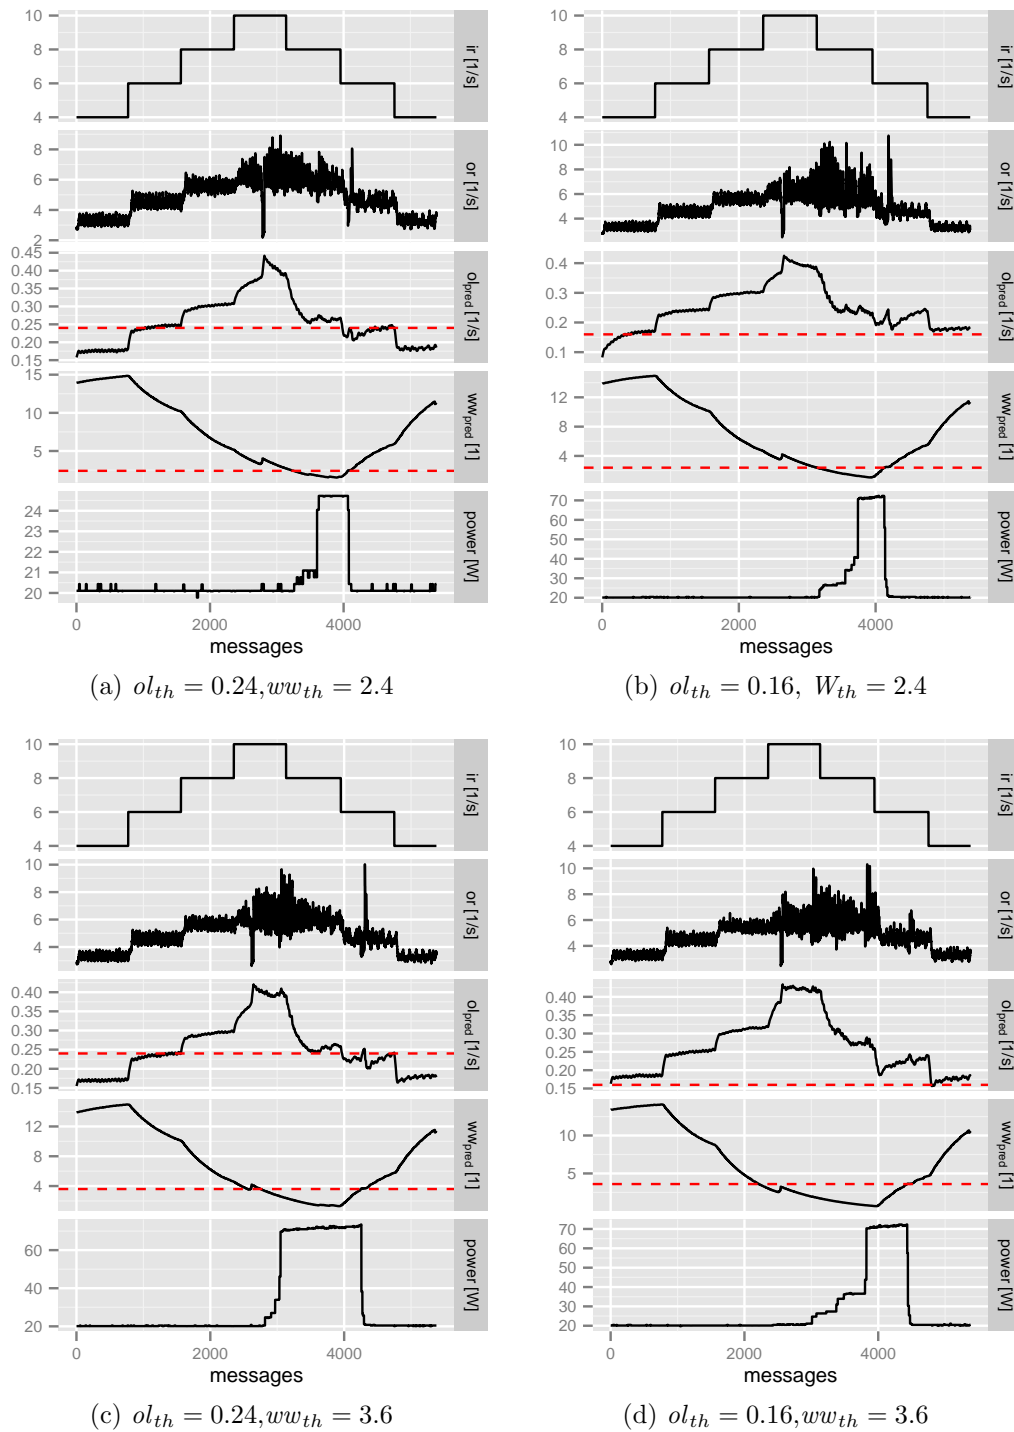 10
8
6
4
ir [1/s]
8
6
4
2
or [1/s]
0.45
0.40
0.35
0.30
0.25
0.20
0.15
ol_pred [1/s]
15
10
5
ww_pred [1]
24
23
22
21
20
power [W]
0 2000 4000
messages
(a) ol_th = 0.24, ww_th = 2.4
10
8
6
4
ir [1/s]
10
8
6
4
or [1/s]
0.4
0.3
0.2
0.1
ol_pred [1/s]
12
8
4
ww_pred [1]
70
60
50
40
30
20
power [W]
0 2000 4000
messages
(b) ol_th = 0.16, W_th = 2.4
10
8
6
4
ir [1/s]
10
8
6
4
or [1/s]
0.40
0.35
0.30
0.25
0.20
0.15
ol_pred [1/s]
12
8
4
ww_pred [1]
60
40
20
power [W]
0 2000 4000
messages
(c) ol_th = 0.24, ww_th = 3.6
10
8
6
4
ir [1/s]
10
8
6
4
or [1/s]
0.40
0.35
0.30
0.25
0.20
0.15
ol_pred [1/s]
10
5
ww_pred [1]
70
60
50
40
30
20
power [W]
0 2000 4000
messages
(d) ol_th = 0.16, ww_th = 3.6